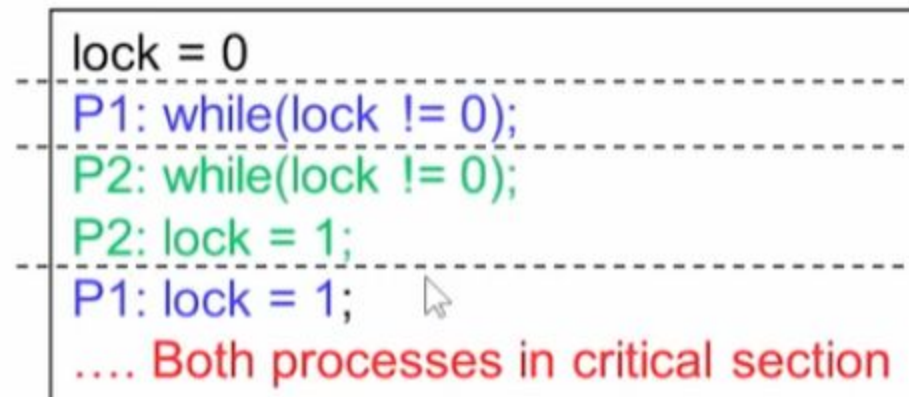 lock = 0
P1: while(lock != 0);
P2: while(lock != 0);
P2: lock = 1;
P1: lock = 1;
.... Both processes in critical section